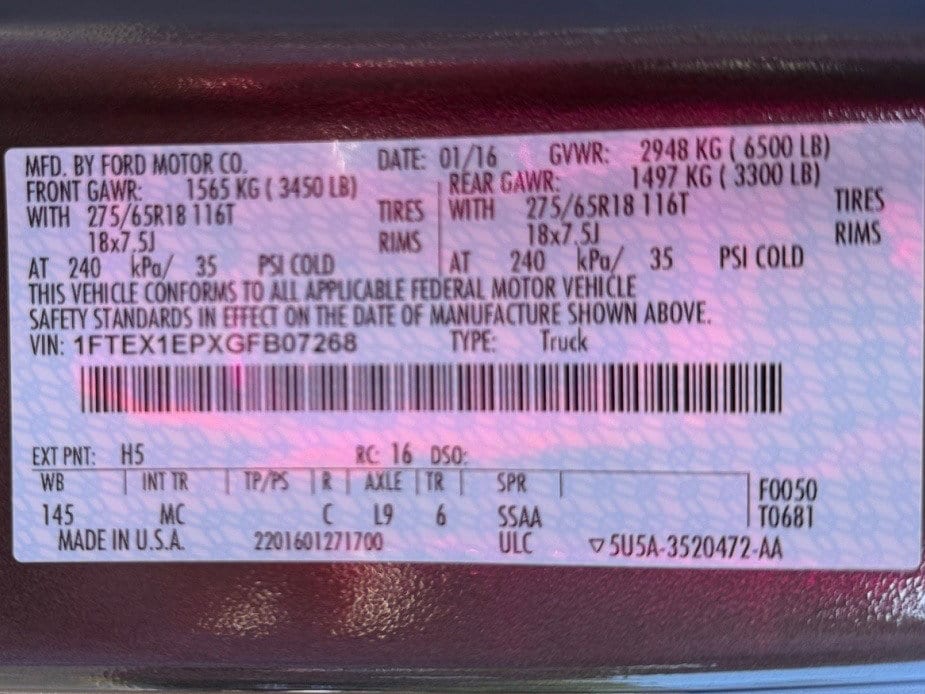 MFD. BY FORD MOTOR CO. DATE: 01/16 GVWR: 2948 KG ( 6500 LB)
FRONT GAWR: 1565 KG ( 3450 LB) REAR GAWR: 1497 KG ( 3300 LB)
WITH 275/65R18 116T TIRES WITH 275/65R18 116T TIRES
18x7.5J RIMS 18x7.5J RIMS
AT 240 kPa/ 35 PSI COLD AT 240 kPa/ 35 PSI COLD
THIS VEHICLE CONFORMS TO ALL APPLICABLE FEDERAL MOTOR VEHICLE
SAFETY STANDARDS IN EFFECT ON THE DATE OF MANUFACTURE SHOWN ABOVE.
VIN: 1FTEX1EPXGFB07268 TYPE: Truck
EXT PNT: H5 RC: 16 DSO:
WB INT TR TP/PS R AXLE TR SPR F0050
145 MC C L9 6 SSAA T0681
MADE IN U.S.A. 2201601271700 ULC ▽5U5A-3520472-AA